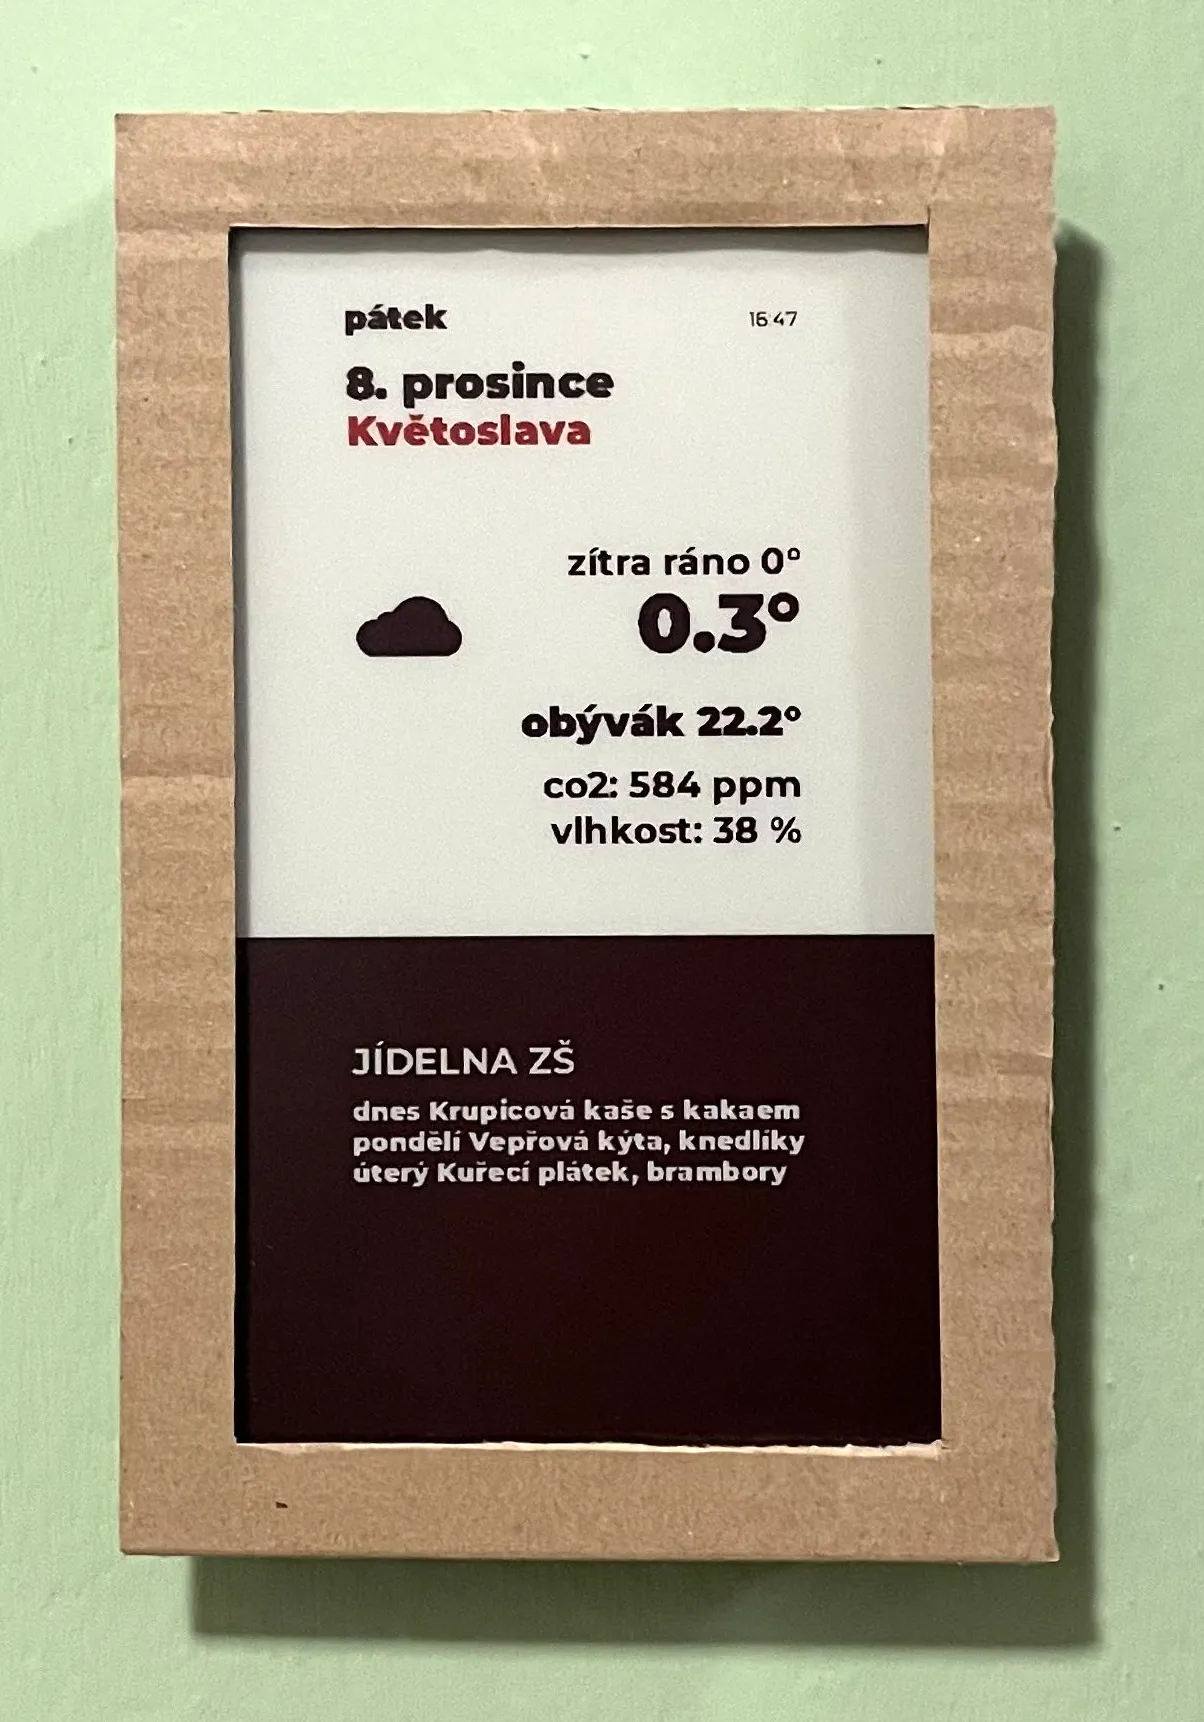 pátek
16:47
8. prosince
Květoslava
zítra ráno 0°
0.3°
obývák 22.2°
co2: 584 ppm
vlhkost: 38 %
JÍDELNA ZŠ
dnes Krupicová kaše s kakaem
pondělí Vepřová kýta, knedlíky
úterý Kuřecí plátek, brambory